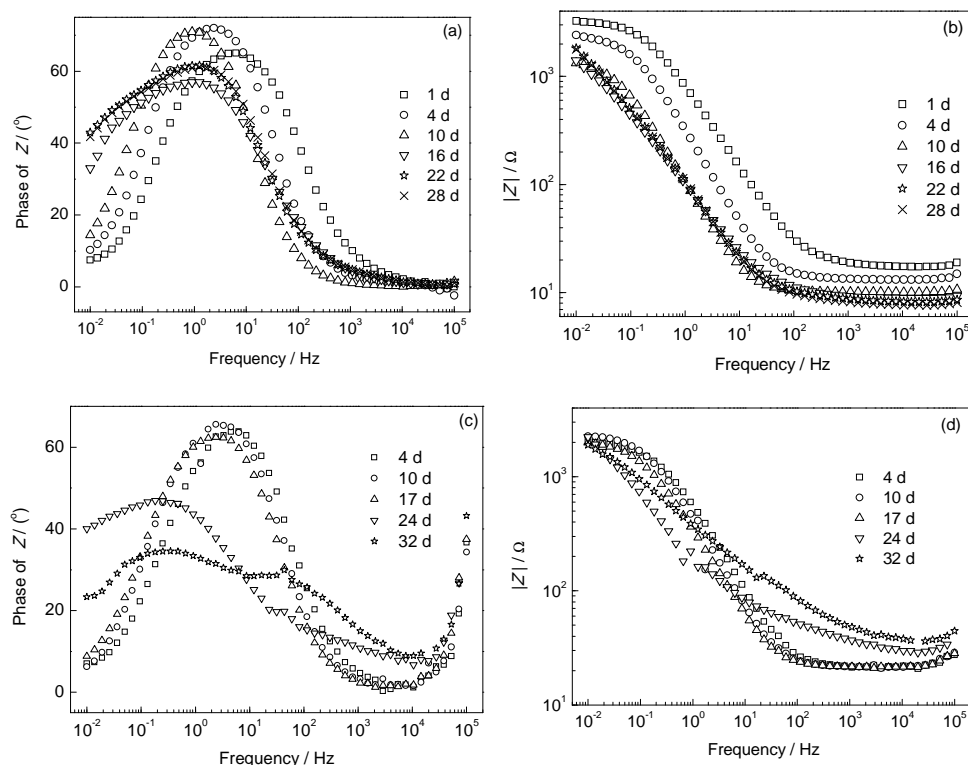 (a)
Phase of Z / (°)
60
40
20
0
1 d
4 d
10 d
16 d
22 d
28 d
10⁻² 10⁻¹ 10⁰ 10¹ 10² 10³ 10⁴ 10⁵
Frequency / Hz
(b)
|Z| / Ω
10³
10²
10¹
1 d
4 d
10 d
16 d
22 d
28 d
10⁻² 10⁻¹ 10⁰ 10¹ 10² 10³ 10⁴ 10⁵
Frequency / Hz
(c)
Phase of Z / (°)
60
40
20
0
4 d
10 d
17 d
24 d
32 d
10⁻² 10⁻¹ 10⁰ 10¹ 10² 10³ 10⁴ 10⁵
Frequency / Hz
(d)
|Z| / Ω
10³
10²
10¹
4 d
10 d
17 d
24 d
32 d
10⁻² 10⁻¹ 10⁰ 10¹ 10² 10³ 10⁴ 10⁵
Frequency / Hz